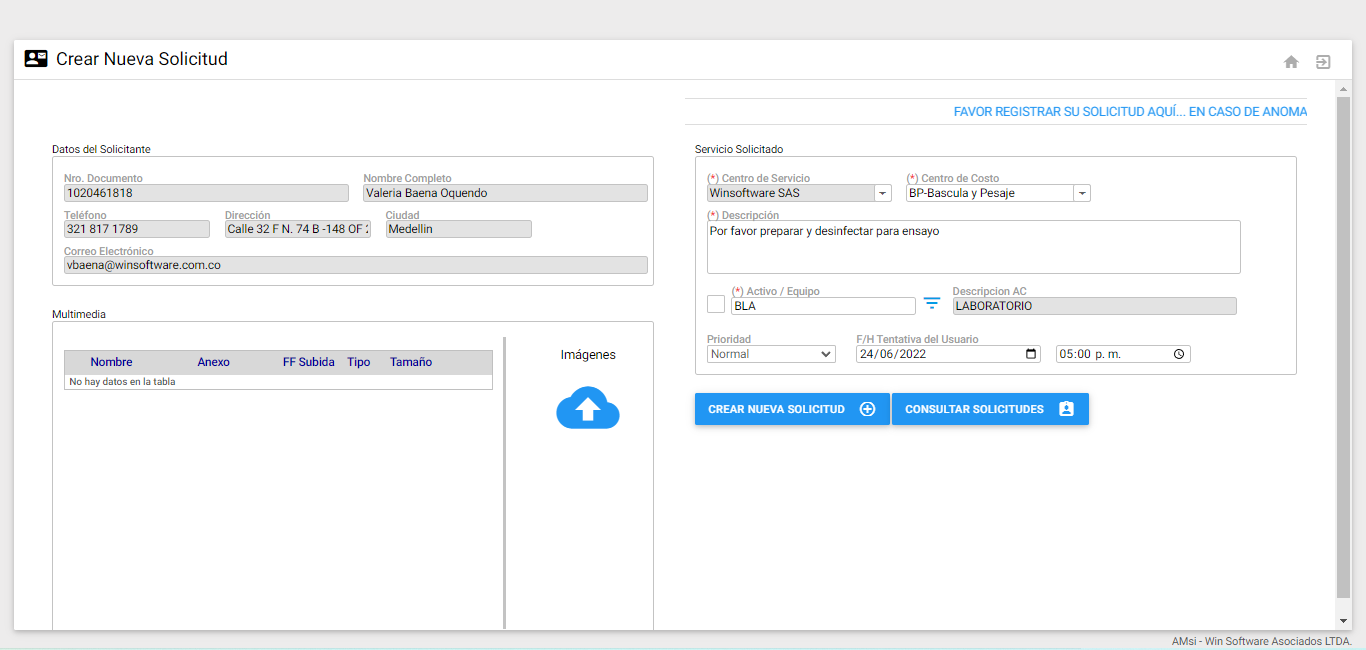 Crear Nueva Solicitud
FAVOR REGISTRAR SU SOLICITUD AQUÍ... EN CASO DE ANOMA
Datos del Solicitante
Nro. Documento Nombre Completo
1020461818 Valeria Baena Oquendo
Teléfono Dirección Ciudad
321 817 1789 Calle 32 F N. 74 B -148 OF 2 Medellin
Correo Electrónico
vbaena@winsoftware.com.co
Multimedia
Nombre Anexo FF Subida Tipo Tamaño
No hay datos en la tabla
Imágenes
Servicio Solicitado
(*) Centro de Servicio (*) Centro de Costo
Winsoftware SAS BP-Bascula y Pesaje
(*) Descripción
Por favor preparar y desinfectar para ensayo
(*) Activo / Equipo Descripcion AC
BLA LABORATORIO
Prioridad F/H Tentativa del Usuario
Normal 24/06/2022 05:00 p. m.
CREAR NUEVA SOLICITUD CONSULTAR SOLICITUDES
AMsi - Win Software Asociados LTDA.